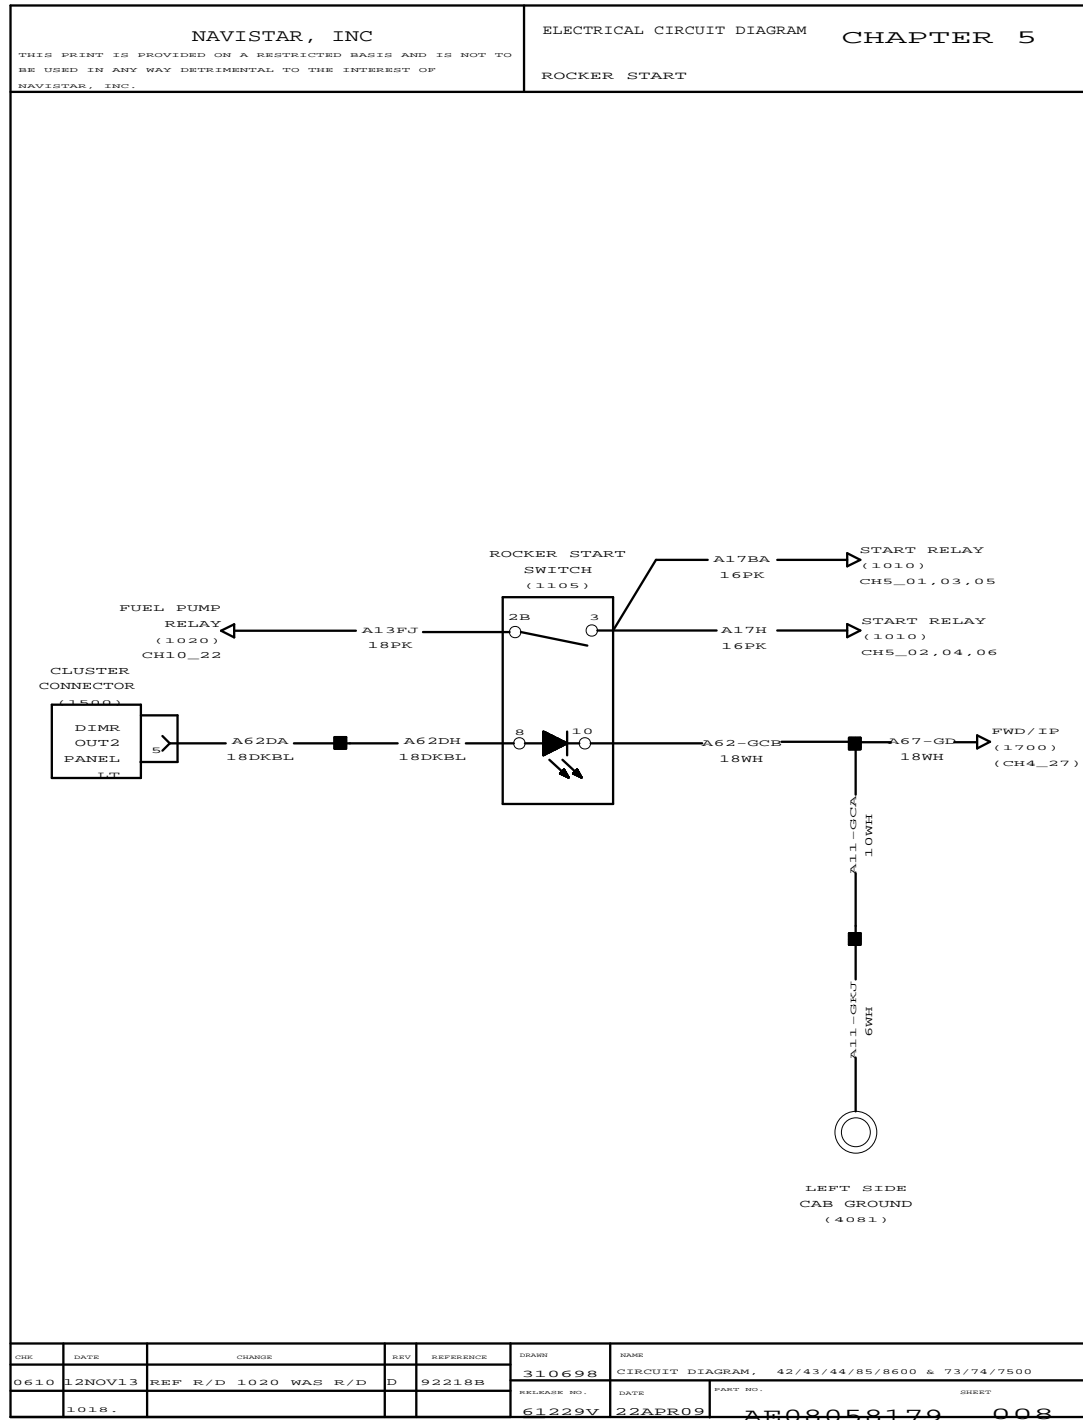 NAVISTAR, INC
THIS PRINT IS PROVIDED ON A RESTRICTED BASIS AND IS NOT TO
BE USED IN ANY WAY DETRIMENTAL TO THE INTEREST OF
NAVISTAR, INC.
ELECTRICAL CIRCUIT DIAGRAM
CHAPTER 5
ROCKER START
ROCKER START
SWITCH
(1105)
A17BA
16PK
START RELAY
(1010)
CH5_01,03,05
FUEL PUMP
RELAY
(1020)
CH10_22
A13FJ
18PK
2B
3
A17H
16PK
START RELAY
(1010)
CH5_02,04,06
CLUSTER
CONNECTOR
(1500)
DIMR
OUT2
PANEL
LT
5
A62DA
18DKBL
A62DH
18DKBL
8
10
A62-GCB
18WH
A67-GD
18WH
FWD/IP
(1700)
(CH4_27)
A11-GCA
10WH
A11-GKJ
6WH
LEFT SIDE
CAB GROUND
(4081)
CHK
DATE
CHANGE
REV
REFERENCE
0610
12NOV13
REF R/D 1020 WAS R/D
D
92218B
1018.
DRAWN
310698
NAME
CIRCUIT DIAGRAM, 42/43/44/85/8600 & 73/74/7500
RELEASE NO.
61229V
DATE
22APR09
PART NO.
AE08058179
SHEET
008